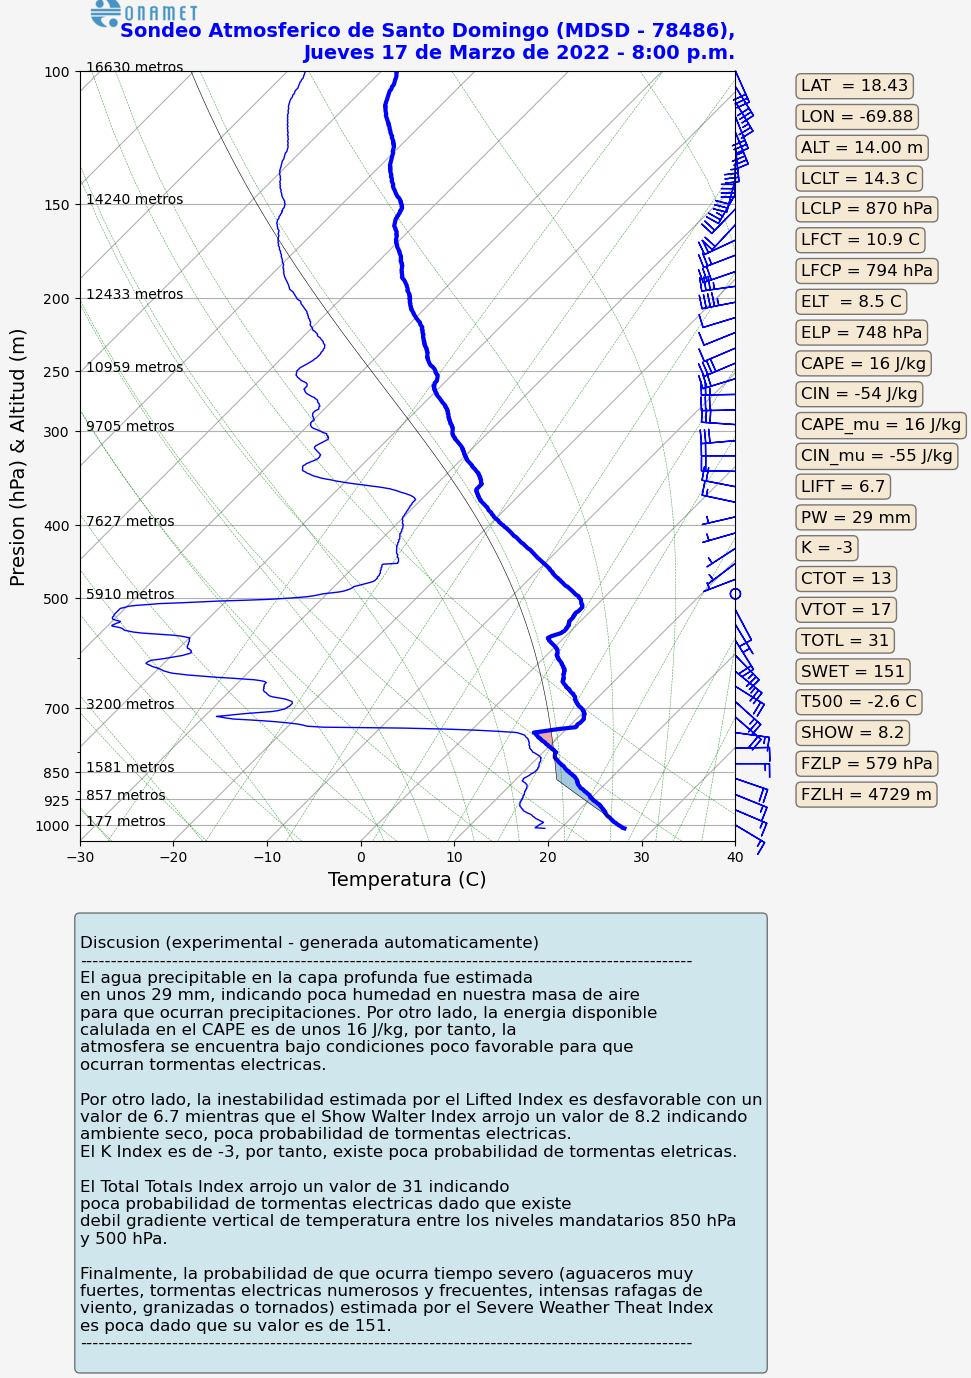 ONAMET
Sondeo Atmosferico de Santo Domingo (MDSD - 78486),
Jueves 17 de Marzo de 2022 - 8:00 p.m.
100
16630 metros
150
14240 metros
200
12433 metros
250
10959 metros
300
9705 metros
400
7627 metros
500
5910 metros
700
3200 metros
850
1581 metros
925
857 metros
1000
177 metros
Presion (hPa) & Altitud (m)
−30 −20 −10 0 10 20 30 40
Temperatura (C)
LAT = 18.43
LON = -69.88
ALT = 14.00 m
LCLT = 14.3 C
LCLP = 870 hPa
LFCT = 10.9 C
LFCP = 794 hPa
ELT = 8.5 C
ELP = 748 hPa
CAPE = 16 J/kg
CIN = -54 J/kg
CAPE_mu = 16 J/kg
CIN_mu = -55 J/kg
LIFT = 6.7
PW = 29 mm
K = -3
CTOT = 13
VTOT = 17
TOTL = 31
SWET = 151
T500 = -2.6 C
SHOW = 8.2
FZLP = 579 hPa
FZLH = 4729 m
Discusion (experimental - generada automaticamente)
----------------------------------------------------------------------------------------------------
El agua precipitable en la capa profunda fue estimada
en unos 29 mm, indicando poca humedad en nuestra masa de aire
para que ocurran precipitaciones. Por otro lado, la energia disponible
calulada en el CAPE es de unos 16 J/kg, por tanto, la
atmosfera se encuentra bajo condiciones poco favorable para que
ocurran tormentas electricas.
Por otro lado, la inestabilidad estimada por el Lifted Index es desfavorable con un
valor de 6.7 mientras que el Show Walter Index arrojo un valor de 8.2 indicando
ambiente seco, poca probabilidad de tormentas electricas.
El K Index es de -3, por tanto, existe poca probabilidad de tormentas eletricas.
El Total Totals Index arrojo un valor de 31 indicando
poca probabilidad de tormentas electricas dado que existe
debil gradiente vertical de temperatura entre los niveles mandatarios 850 hPa
y 500 hPa.
Finalmente, la probabilidad de que ocurra tiempo severo (aguaceros muy
fuertes, tormentas electricas numerosos y frecuentes, intensas rafagas de
viento, granizadas o tornados) estimada por el Severe Weather Theat Index
es poca dado que su valor es de 151.
----------------------------------------------------------------------------------------------------